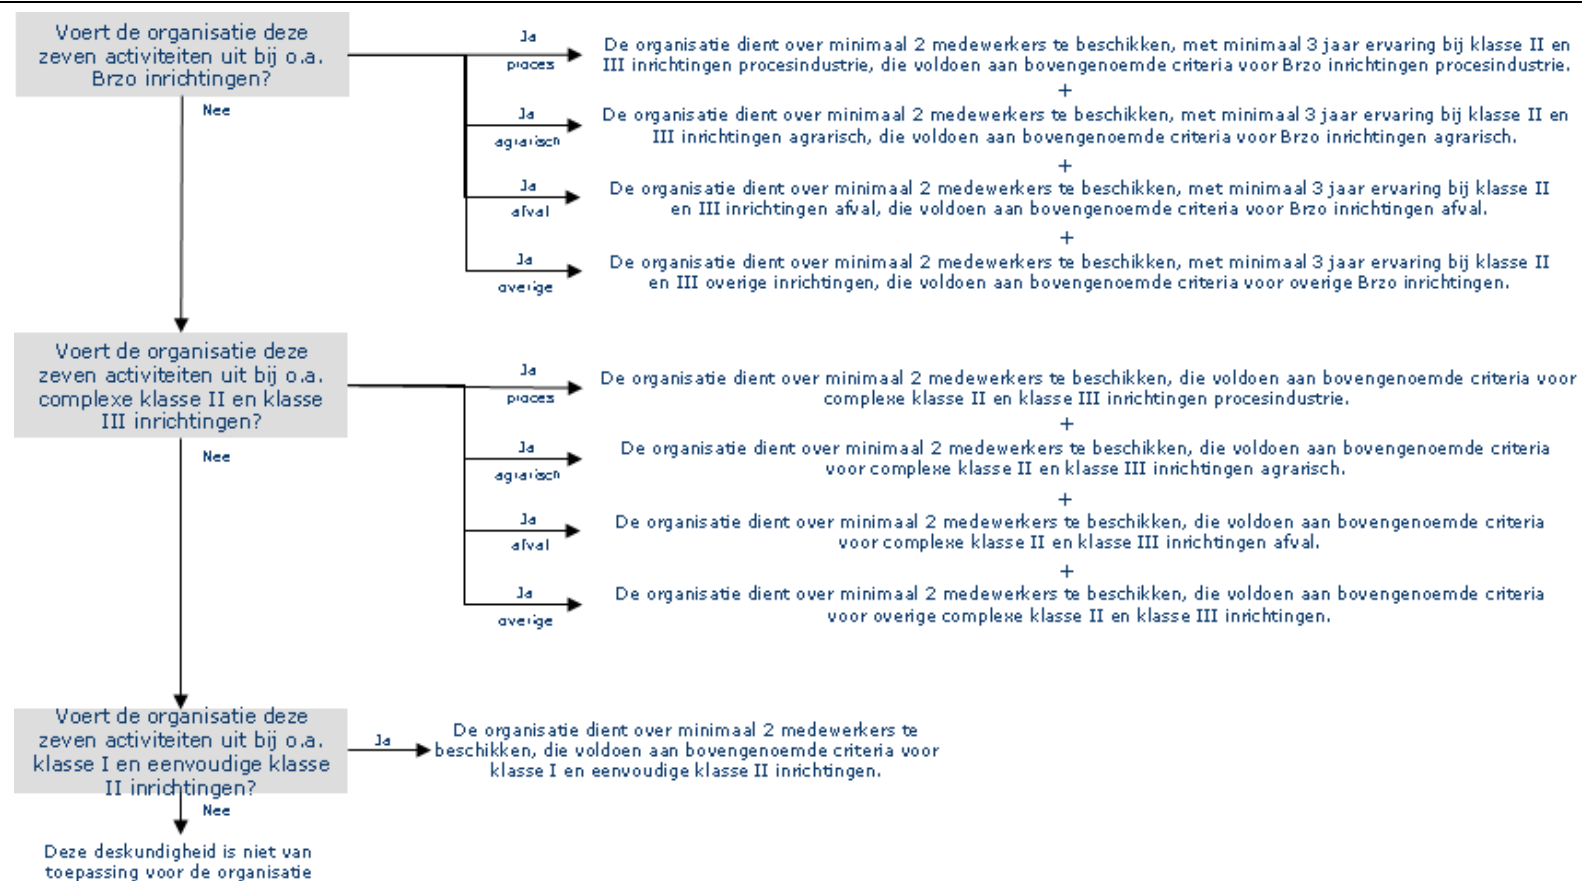 Voert de organisatie deze
zeven activiteiten uit bij o.a.
Brzo inrichtingen?
Ja
proces
De organisatie dient over minimaal 2 medewerkers te beschikken, met minimaal 3 jaar ervaring bij klasse II en
III inrichtingen procesindustrie, die voldoen aan bovengenoemde criteria voor Brzo inrichtingen procesindustrie.
+
Nee
Ja
agrarisch
De organisatie dient over minimaal 2 medewerkers te beschikken, met minimaal 3 jaar ervaring bij klasse II en
III inrichtingen agrarisch, die voldoen aan bovengenoemde criteria voor Brzo inrichtingen agrarisch.
+
Ja
afval
De organisatie dient over minimaal 2 medewerkers te beschikken, met minimaal 3 jaar ervaring bij klasse II
en III inrichtingen afval, die voldoen aan bovengenoemde criteria voor Brzo inrichtingen afval.
+
Ja
overige
De organisatie dient over minimaal 2 medewerkers te beschikken, met minimaal 3 jaar ervaring bij klasse II
en III overige inrichtingen, die voldoen aan bovengenoemde criteria voor overige Brzo inrichtingen.
Voert de organisatie deze
zeven activiteiten uit bij o.a.
complexe klasse II en klasse
III inrichtingen?
Ja
proces
De organisatie dient over minimaal 2 medewerkers te beschikken, die voldoen aan bovengenoemde criteria voor
complexe klasse II en klasse III inrichtingen procesindustrie.
+
Nee
Ja
agrarisch
De organisatie dient over minimaal 2 medewerkers te beschikken, die voldoen aan bovengenoemde criteria
voor complexe klasse II en klasse III inrichtingen agrarisch.
+
Ja
afval
De organisatie dient over minimaal 2 medewerkers te beschikken, die voldoen aan bovengenoemde criteria
voor complexe klasse II en klasse III inrichtingen afval.
+
Ja
overige
De organisatie dient over minimaal 2 medewerkers te beschikken, die voldoen aan bovengenoemde criteria
voor overige complexe klasse II en klasse III inrichtingen.
Voert de organisatie deze
zeven activiteiten uit bij o.a.
klasse I en eenvoudige klasse
II inrichtingen?
Ja
De organisatie dient over minimaal 2 medewerkers te
beschikken, die voldoen aan bovengenoemde criteria voor
klasse I en eenvoudige klasse II inrichtingen.
Nee
Deze deskundigheid is niet van
toepassing voor de organisatie